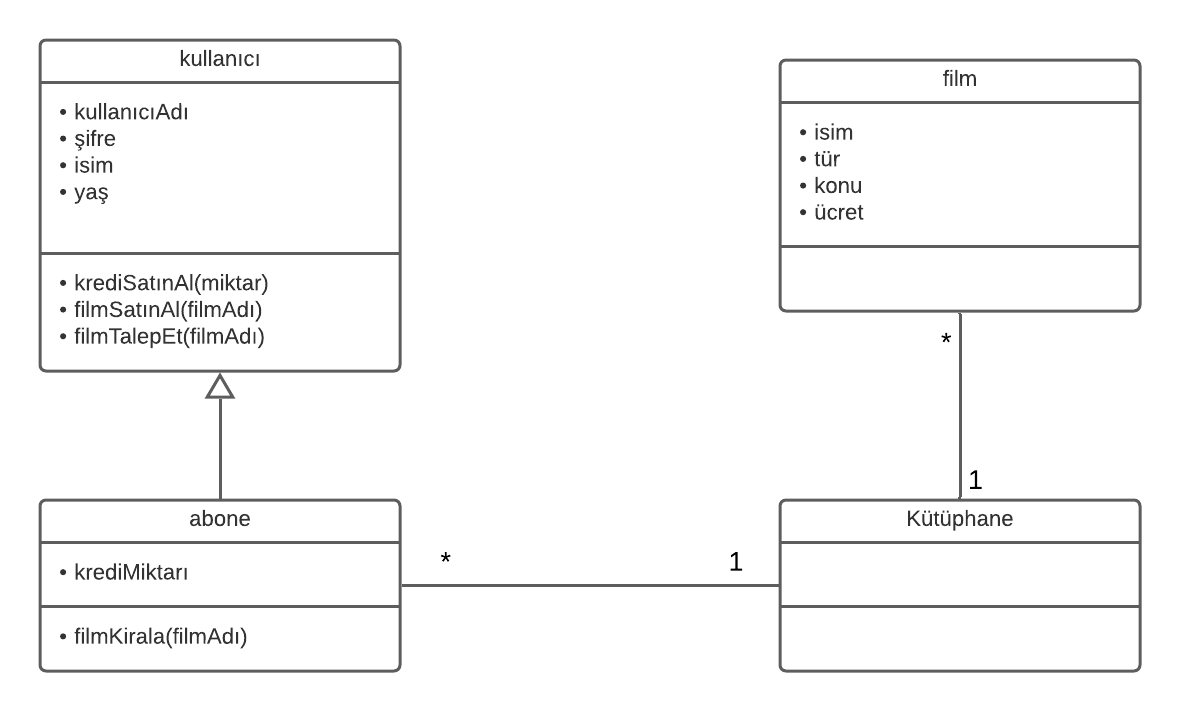 kullanıcı
• kullanıcıAdı
• şifre
• isim
• yaş
• krediSatınAl(miktar)
• filmSatınAl(filmAdı)
• filmTalepEt(filmAdı)
film
• isim
• tür
• konu
• ücret
*
1
abone
• krediMiktarı
• filmKirala(filmAdı)
*
1
Kütüphane